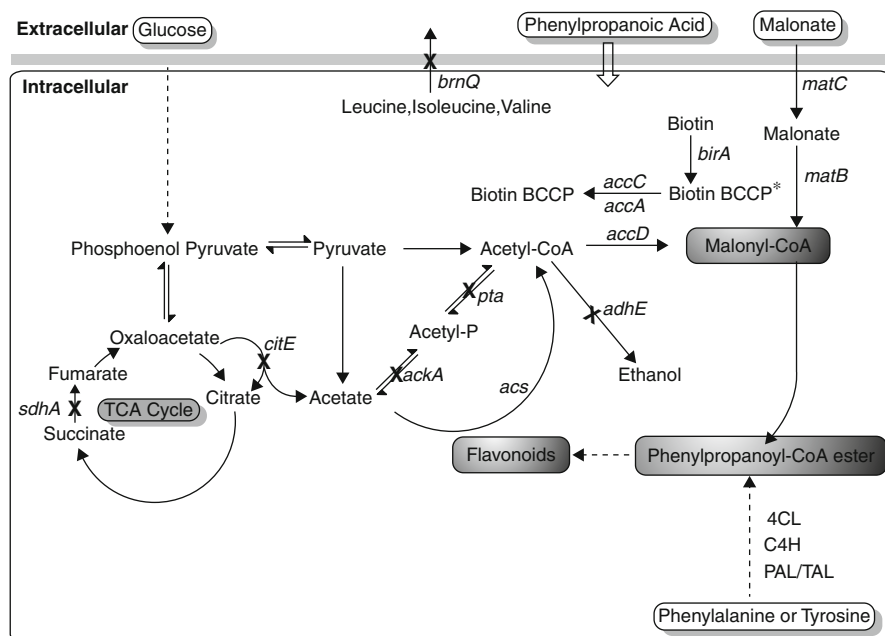 Extracellular
Glucose
Phenylpropanoic Acid
Malonate
Intracellular
brnQ
Leucine,Isoleucine,Valine
matC
Biotin
Malonate
birA
matB
Biotin BCCP
accC
accA
Biotin BCCP*
Phosphoenol Pyruvate
Pyruvate
Acetyl-CoA
accD
Malonyl-CoA
pta
adhE
Oxaloacetate
citE
Acetyl-P
Fumarate
ackA
Ethanol
sdhA
TCA Cycle
Citrate
Acetate
acs
Succinate
Flavonoids
Phenylpropanoyl-CoA ester
4CL
C4H
PAL/TAL
Phenylalanine or Tyrosine